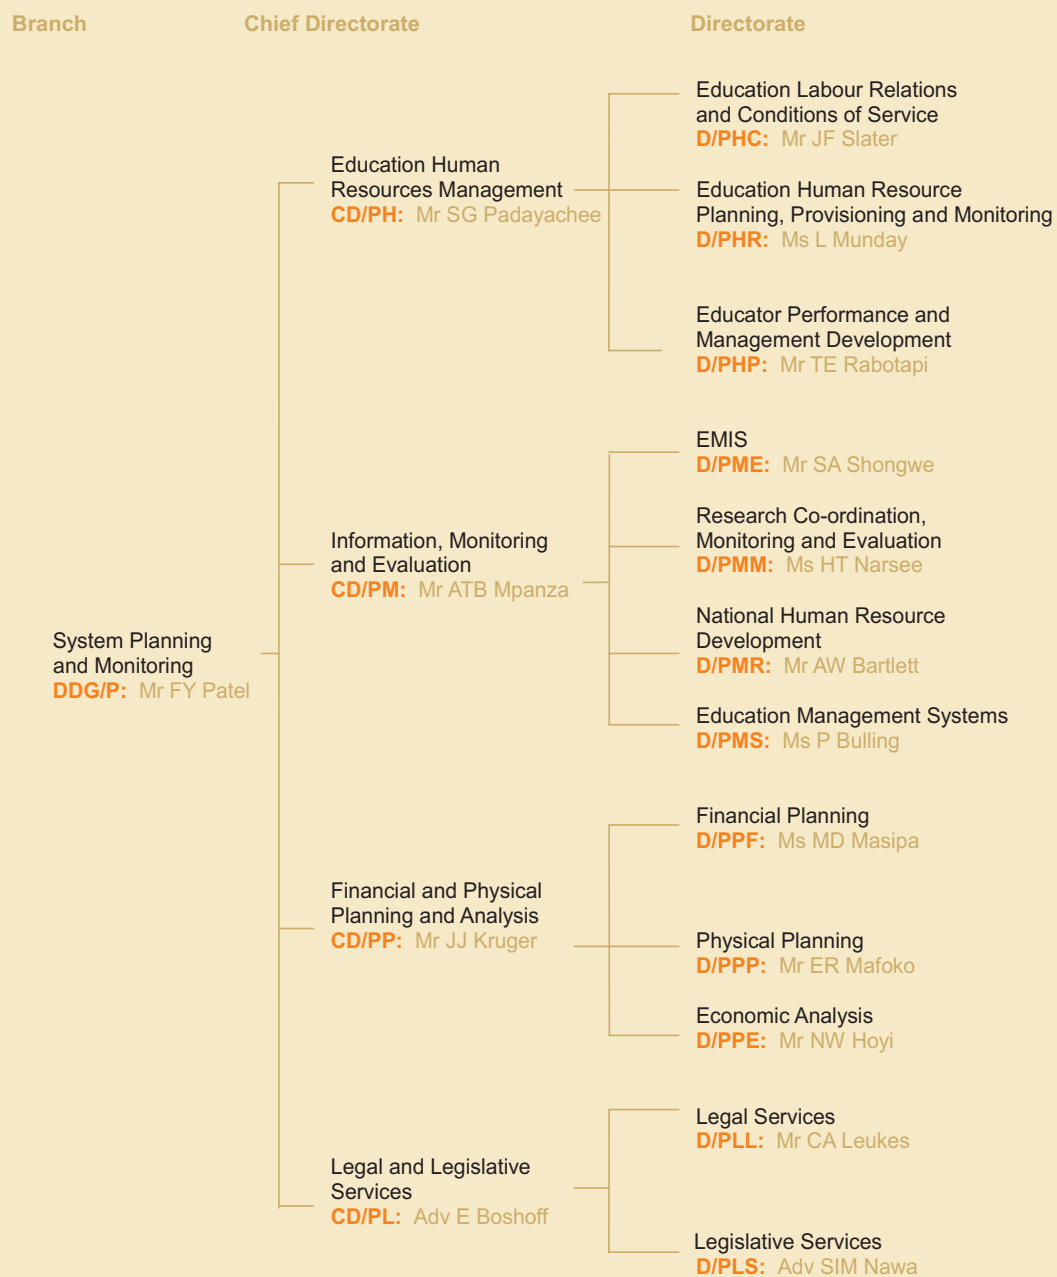 Branch
Chief Directorate
Directorate
System Planning
and Monitoring
DDG/P: Mr FY Patel
Education Human
Resources Management
CD/PH: Mr SG Padayachee
Education Labour Relations
and Conditions of Service
D/PHC: Mr JF Slater
Education Human Resource
Planning, Provisioning and Monitoring
D/PHR: Ms L Munday
Educator Performance and
Management Development
D/PHP: Mr TE Rabotapi
Information, Monitoring
and Evaluation
CD/PM: Mr ATB Mpanza
EMIS
D/PME: Mr SA Shongwe
Research Co-ordination,
Monitoring and Evaluation
D/PMM: Ms HT Narsee
National Human Resource
Development
D/PMR: Mr AW Bartlett
Education Management Systems
D/PMS: Ms P Bulling
Financial and Physical
Planning and Analysis
CD/PP: Mr JJ Kruger
Financial Planning
D/PPF: Ms MD Masipa
Physical Planning
D/PPP: Mr ER Mafoko
Economic Analysis
D/PPE: Mr NW Hoyi
Legal and Legislative
Services
CD/PL: Adv E Boshoff
Legal Services
D/PLL: Mr CA Leukes
Legislative Services
D/PLS: Adv SIM Nawa